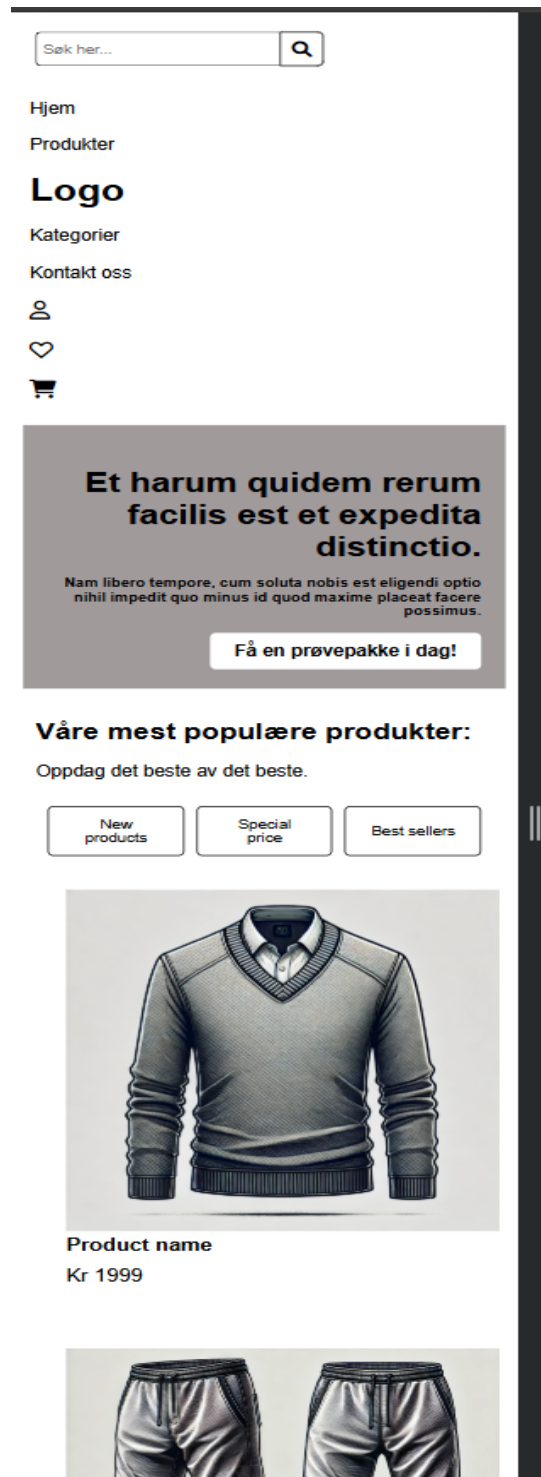 Søk her...
Hjem
Produkter
Logo
Kategorier
Kontakt oss
Et harum quidem rerum
facilis est et expedita
distinctio.
Nam libero tempore, cum soluta nobis est eligendi optio
nihil impedit quo minus id quod maxime placeat facere
possimus.
Få en prøvepakke i dag!
Våre mest populære produkter:
Oppdag det beste av det beste.
New
products
Special
price
Best sellers
Product name
Kr 1999